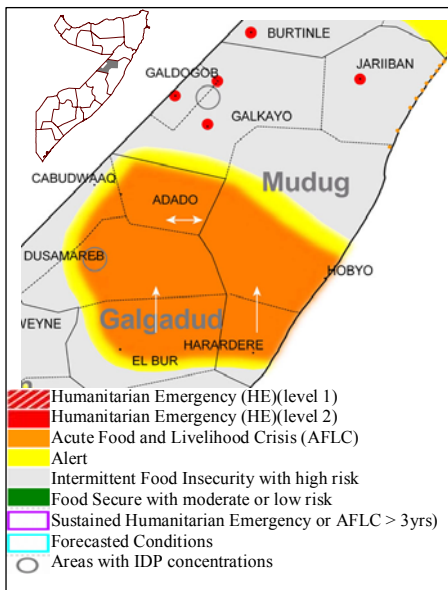 BURTINLE
JARIIBAN
GALDOGOB
GALKAYO
CABUDWAAQ
Mudug
ADADO
DUSAMAREB
HOBYO
WEYNE
Galgadud
HARARDERE
EL BUR
Humanitarian Emergency (HE)(level 1)
Humanitarian Emergency (HE)(level 2)
Acute Food and Livelihood Crisis (AFLC)
Alert
Intermittent Food Insecurity with high risk
Food Secure with moderate or low risk
Sustained Humanitarian Emergency or AFLC > 3yrs)
Forecasted Conditions
Areas with IDP concentrations